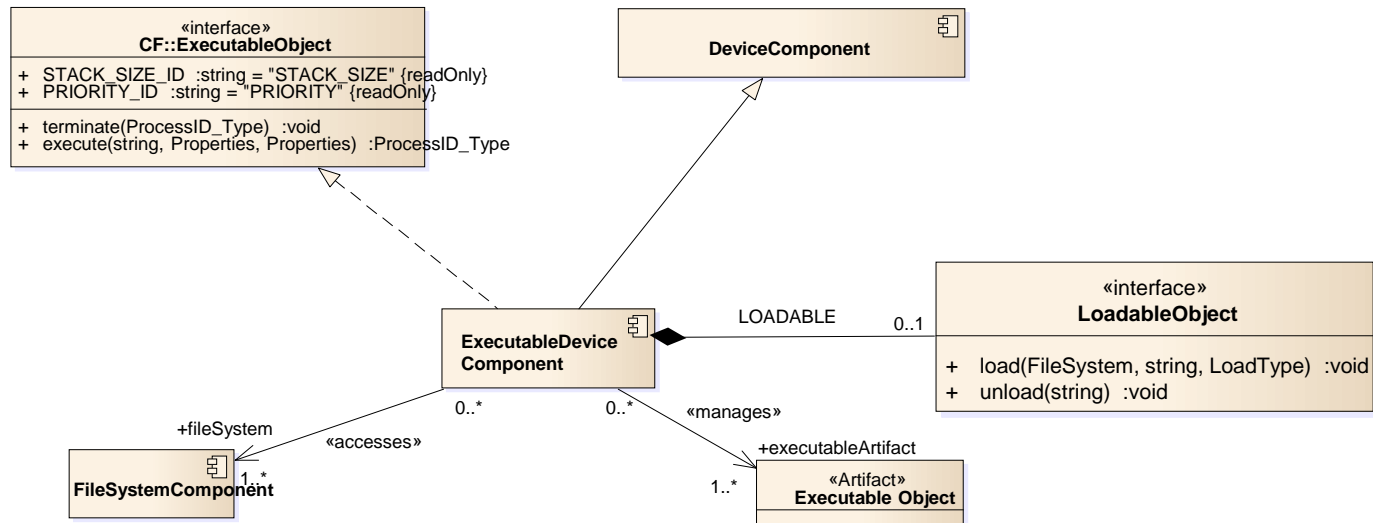 «interface»
CF::ExecutableObject
+ STACK_SIZE_ID :string = "STACK_SIZE" {readOnly}
+ PRIORITY_ID :string = "PRIORITY" {readOnly}
+ terminate(ProcessID_Type) :void
+ execute(string, Properties, Properties) :ProcessID_Type
DeviceComponent
«interface»
LoadableObject
+ load(FileSystem, string, LoadType) :void
+ unload(string) :void
LOADABLE
0..1
ExecutableDevice
Component
0..*
0..*
«manages»
+fileSystem
«accesses»
+executableArtifact
FileSystemComponent
1..*
1..*
«Artifact»
Executable Object